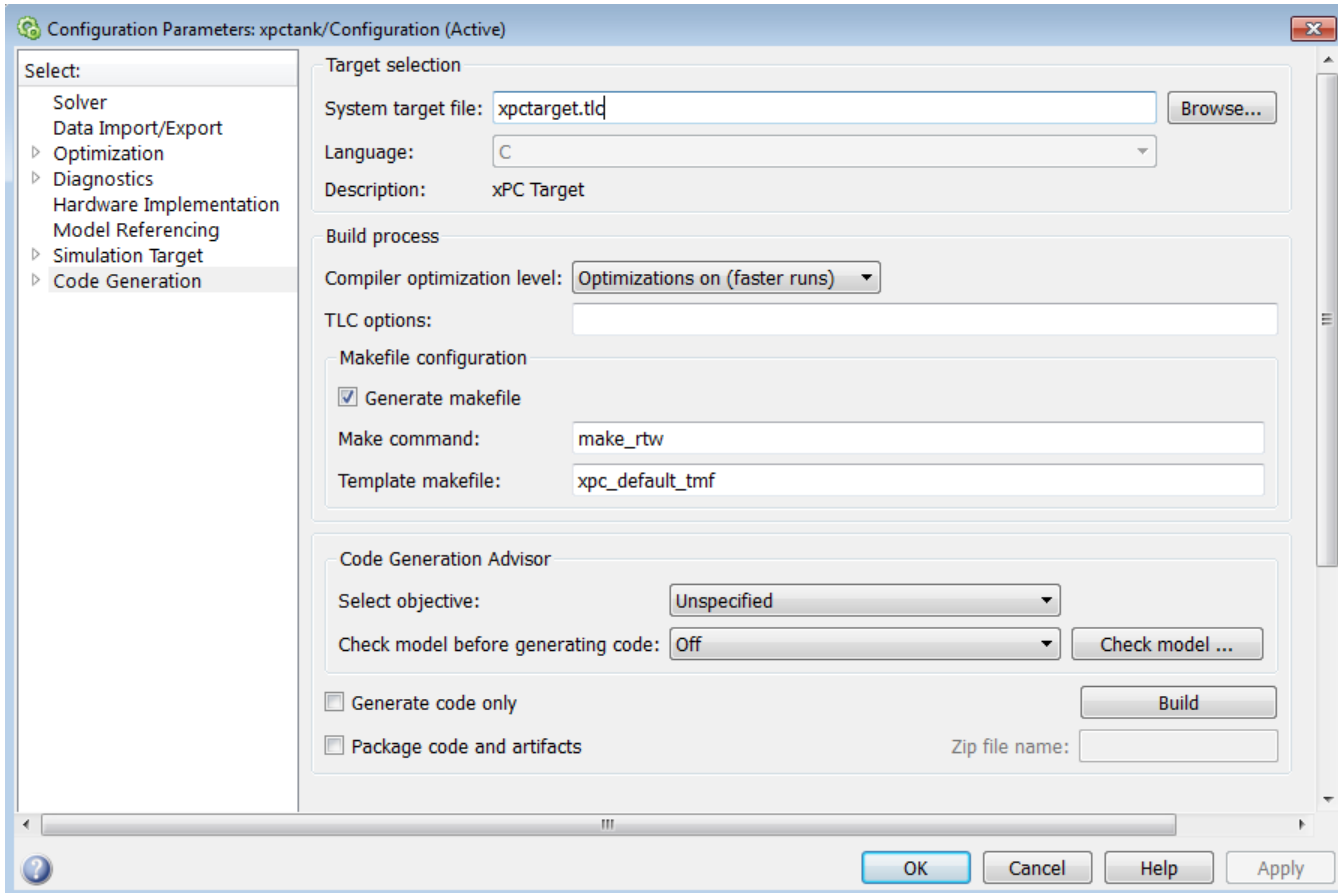 Configuration Parameters: xpctank/Configuration (Active)
Select:
Solver
Data Import/Export
Optimization
Diagnostics
Hardware Implementation
Model Referencing
Simulation Target
Code Generation
Target selection
System target file: xpctarget.tlc Browse...
Language: C
Description: xPC Target
Build process
Compiler optimization level: Optimizations on (faster runs)
TLC options:
Makefile configuration
Generate makefile
Make command: make_rtw
Template makefile: xpc_default_tmf
Code Generation Advisor
Select objective: Unspecified
Check model before generating code: Off Check model ...
Generate code only Build
Package code and artifacts Zip file name:
OK Cancel Help Apply